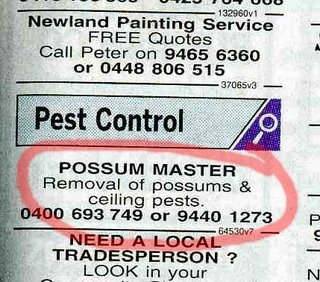 132960v1
Newland Painting Service
FREE Quotes
Call Peter on 9465 6360
or 0448 806 515
37065v3
Pest Control
POSSUM MASTER
Removal of possums &
ceiling pests.
0400 693 749 or 9440 1273
64530v7
NEED A LOCAL
TRADESPERSON ?
LOOK in your